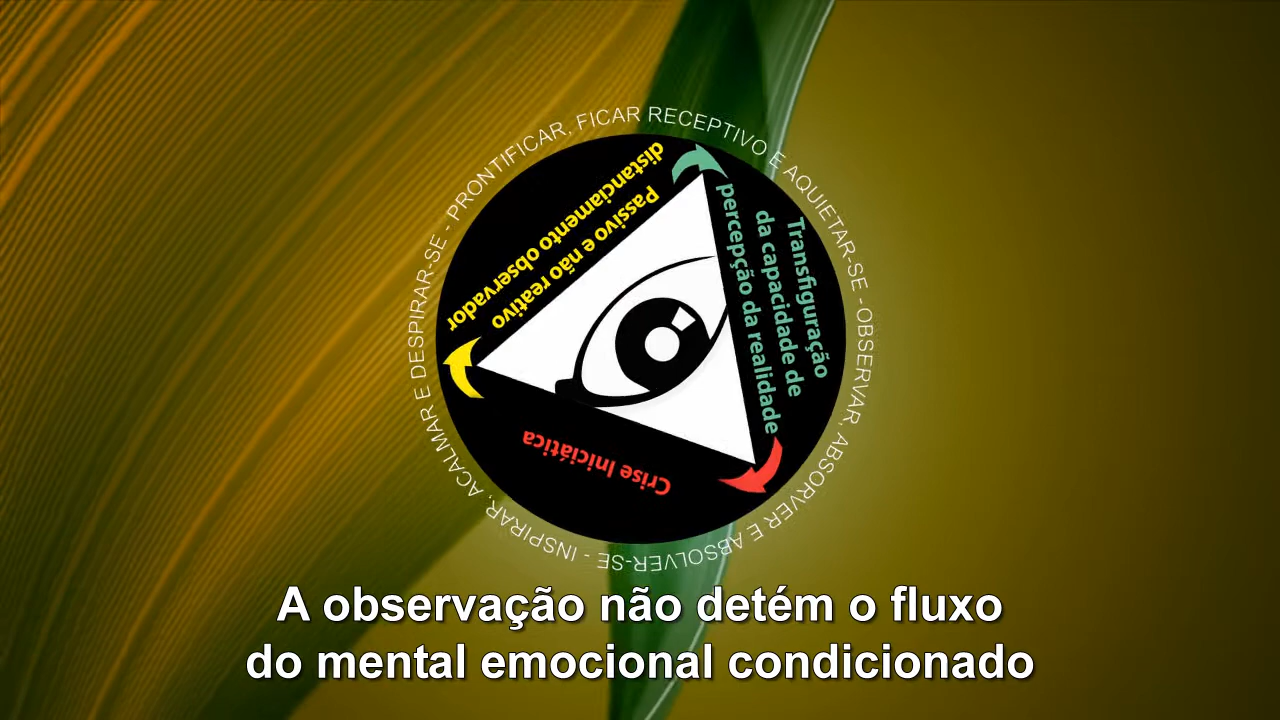 INSPIRAR, ACALMAR E DESPIRAR-SE - PRONTIFICAR, FICAR RECEPTIVO E AQUIETAR-SE - OBSERVAR, ABSORVER E ABSOLVER-SE -
Passivo e não reativo
distanciamento observador
Transfiguração
da capacidade de
percepção da realidade
Crise Iniciática
A observação não detém o fluxo
do mental emocional condicionado